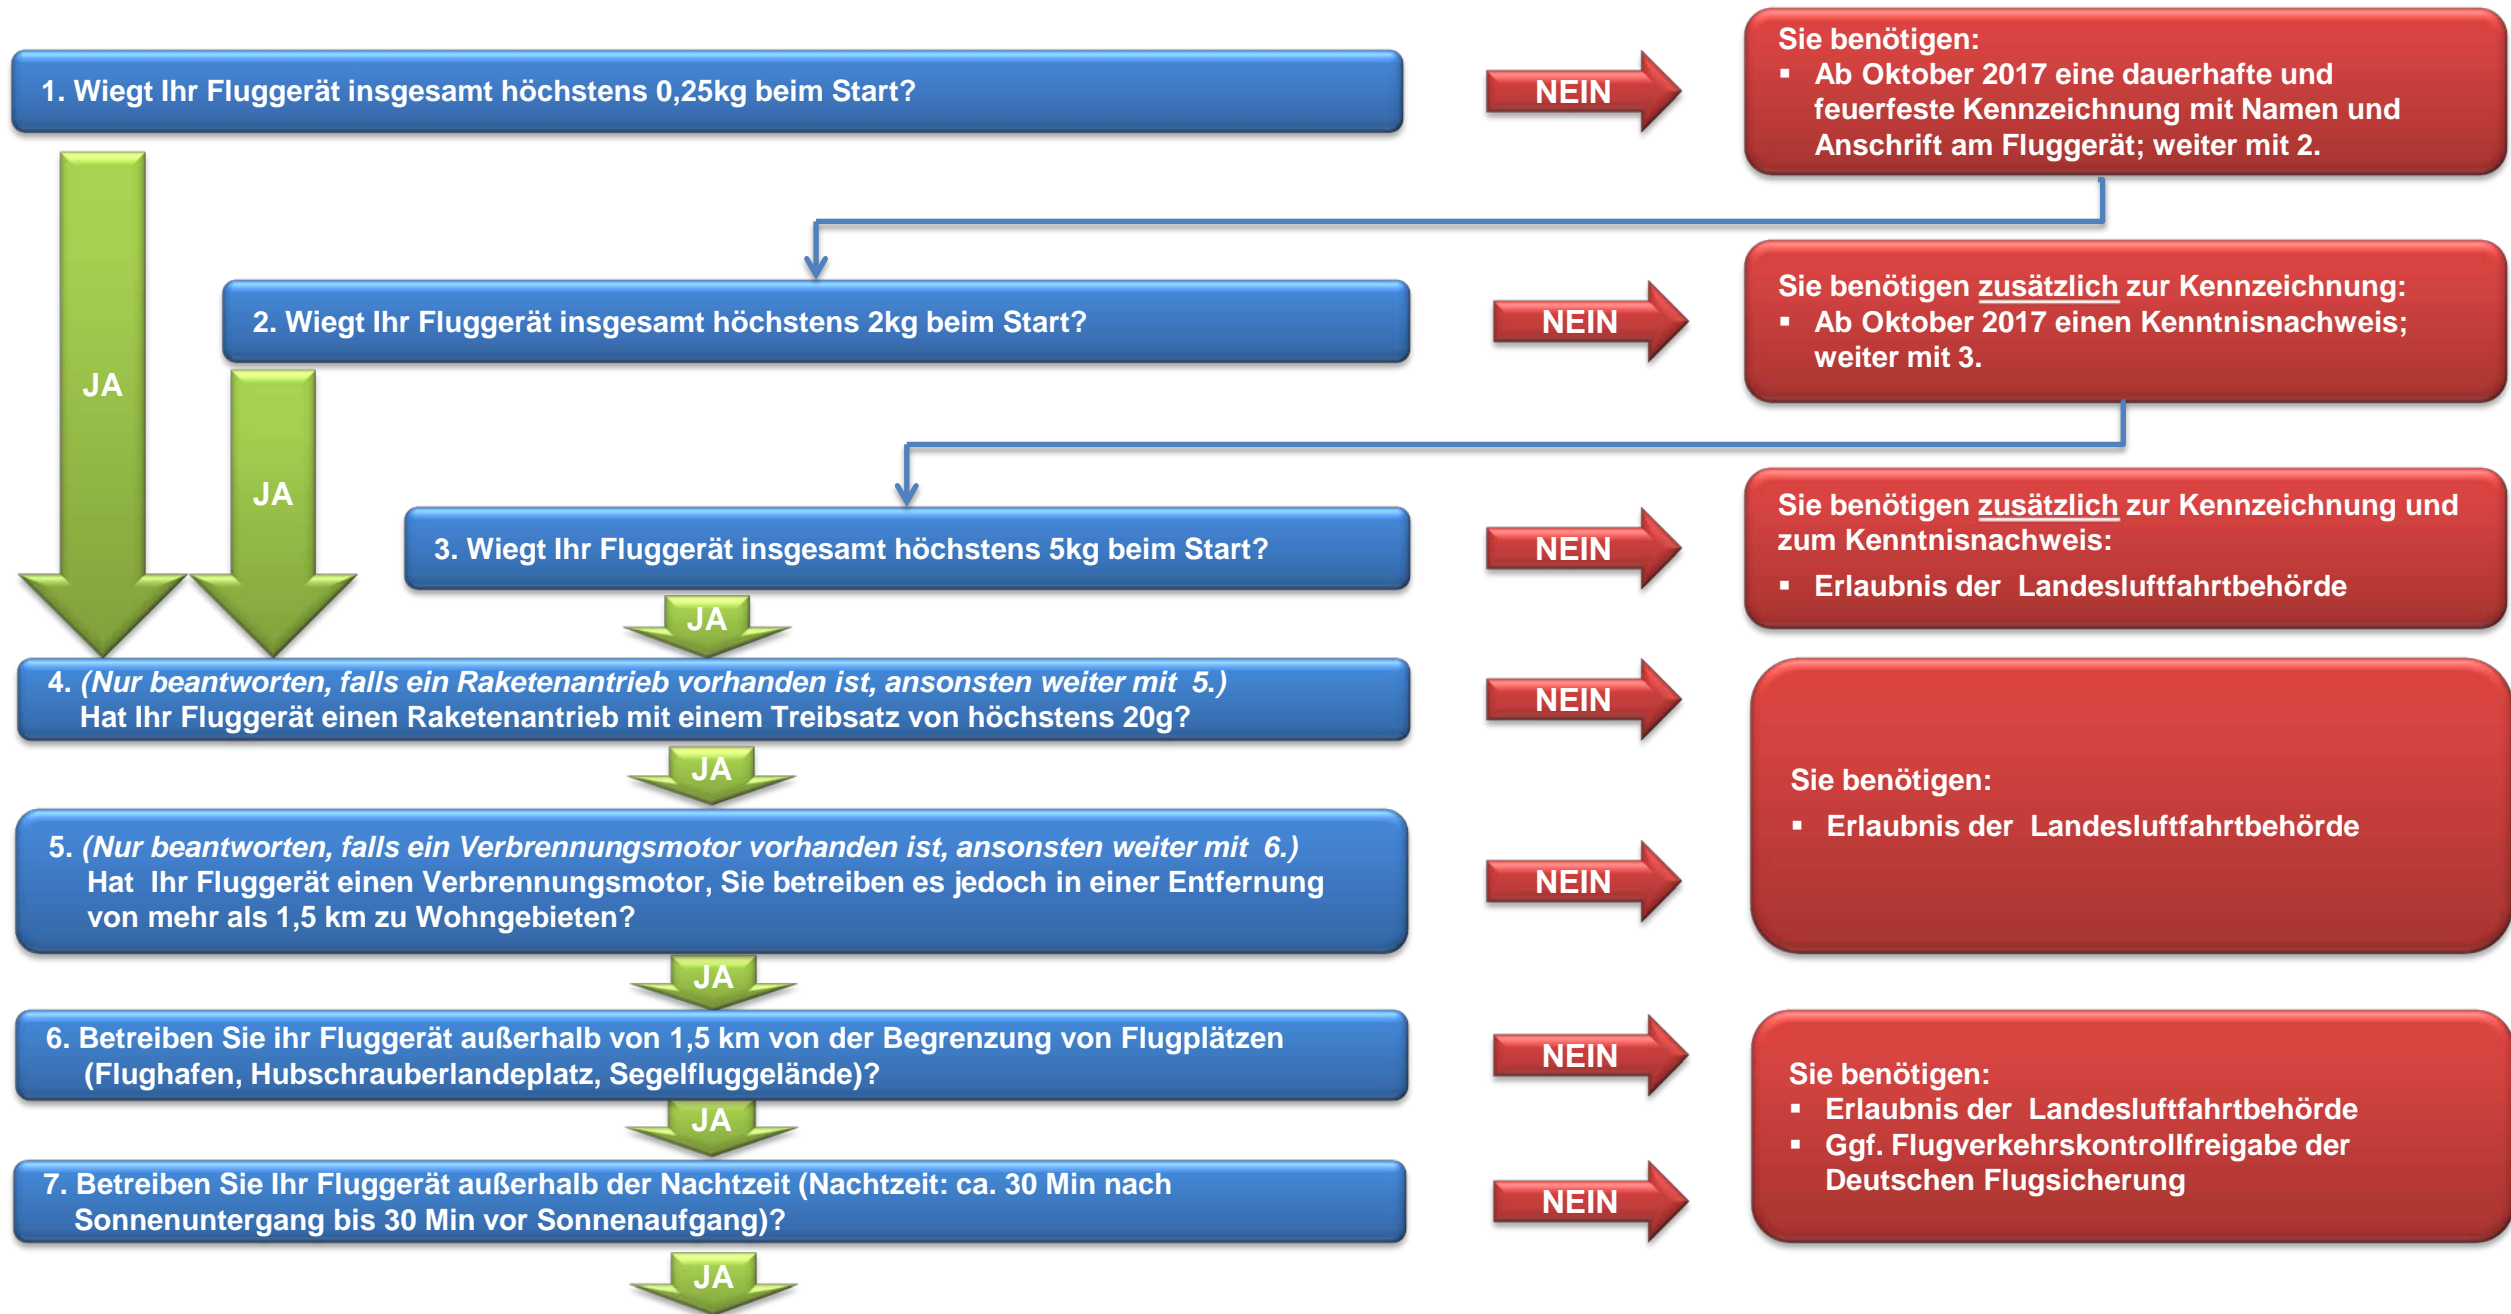 1. Wiegt Ihr Fluggerät insgesamt höchstens 0,25kg beim Start?
NEIN
Sie benötigen:
▪ Ab Oktober 2017 eine dauerhafte und
feuerfeste Kennzeichnung mit Namen und
Anschrift am Fluggerät; weiter mit 2.
JA
2. Wiegt Ihr Fluggerät insgesamt höchstens 2kg beim Start?
NEIN
Sie benötigen zusätzlich zur Kennzeichnung:
▪ Ab Oktober 2017 einen Kenntnisnachweis;
weiter mit 3.
JA
3. Wiegt Ihr Fluggerät insgesamt höchstens 5kg beim Start?
NEIN
Sie benötigen zusätzlich zur Kennzeichnung und
zum Kenntnisnachweis:
▪ Erlaubnis der Landesluftfahrtbehörde
JA
4. (Nur beantworten, falls ein Raketenantrieb vorhanden ist, ansonsten weiter mit 5.)
Hat Ihr Fluggerät einen Raketenantrieb mit einem Treibsatz von höchstens 20g?
NEIN
JA
5. (Nur beantworten, falls ein Verbrennungsmotor vorhanden ist, ansonsten weiter mit 6.)
Hat Ihr Fluggerät einen Verbrennungsmotor, Sie betreiben es jedoch in einer Entfernung
von mehr als 1,5 km zu Wohngebieten?
NEIN
Sie benötigen:
▪ Erlaubnis der Landesluftfahrtbehörde
JA
6. Betreiben Sie ihr Fluggerät außerhalb von 1,5 km von der Begrenzung von Flugplätzen
(Flughafen, Hubschrauberlandeplatz, Segelfluggelände)?
NEIN
JA
7. Betreiben Sie Ihr Fluggerät außerhalb der Nachtzeit (Nachtzeit: ca. 30 Min nach
Sonnenuntergang bis 30 Min vor Sonnenaufgang)?
NEIN
Sie benötigen:
▪ Erlaubnis der Landesluftfahrtbehörde
▪ Ggf. Flugverkehrskontrollfreigabe der
Deutschen Flugsicherung
JA